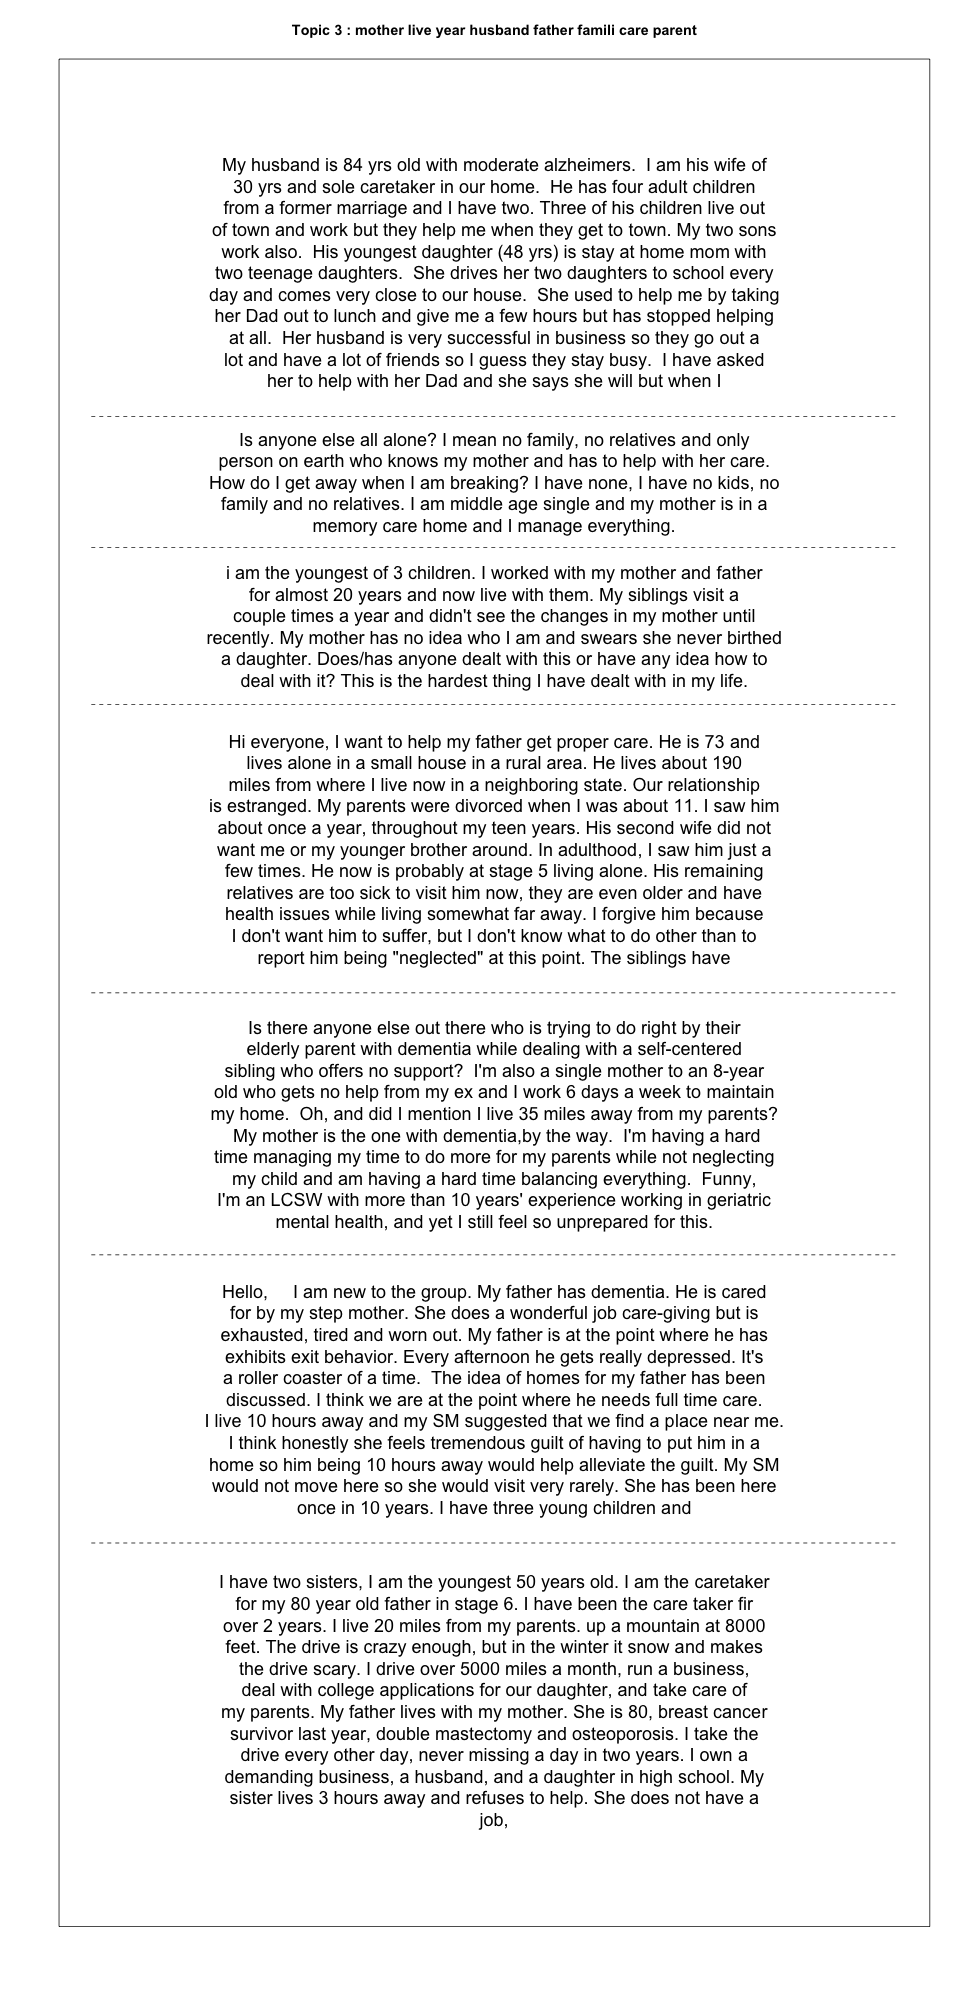 Topic 3 : mother live year husband father famili care parent
My husband is 84 yrs old with moderate alzheimers.  I am his wife of
30 yrs and sole caretaker in our home.  He has four adult children
from a former marriage and I have two. Three of his children live out
of town and work but they help me when they get to town. My two sons
work also.  His youngest daughter (48 yrs) is stay at home mom with
two teenage daughters.  She drives her two daughters to school every
day and comes very close to our house.  She used to help me by taking
her Dad out to lunch and give me a few hours but has stopped helping
at all.  Her husband is very successful in business so they go out a
lot and have a lot of friends so I guess they stay busy.  I have asked
her to help with her Dad and she says she will but when I
Is anyone else all alone? I mean no family, no relatives and only
person on earth who knows my mother and has to help with her care.
How do I get away when I am breaking? I have none, I have no kids, no
family and no relatives. I am middle age single and my mother is in a
memory care home and I manage everything.
i am the youngest of 3 children. I worked with my mother and father
for almost 20 years and now live with them. My siblings visit a
couple times a year and didn't see the changes in my mother until
recently. My mother has no idea who I am and swears she never birthed
a daughter. Does/has anyone dealt with this or have any idea how to
deal with it? This is the hardest thing I have dealt with in my life.
Hi everyone, I want to help my father get proper care. He is 73 and
lives alone in a small house in a rural area. He lives about 190
miles from where I live now in a neighboring state. Our relationship
is estranged. My parents were divorced when I was about 11. I saw him
about once a year, throughout my teen years. His second wife did not
want me or my younger brother around. In adulthood, I saw him just a
few times. He now is probably at stage 5 living alone. His remaining
relatives are too sick to visit him now, they are even older and have
health issues while living somewhat far away. I forgive him because
I don't want him to suffer, but I don't know what to do other than to
report him being "neglected" at this point. The siblings have
Is there anyone else out there who is trying to do right by their
elderly parent with dementia while dealing with a self-centered
sibling who offers no support?  I'm also a single mother to an 8-year
old who gets no help from my ex and I work 6 days a week to maintain
my home.  Oh, and did I mention I live 35 miles away from my parents?
My mother is the one with dementia,by the way.  I'm having a hard
time managing my time to do more for my parents while not neglecting
my child and am having a hard time balancing everything.  Funny,
I'm an LCSW with more than 10 years' experience working in geriatric
mental health, and yet I still feel so unprepared for this.
Hello,     I am new to the group. My father has dementia. He is cared
for by my step mother. She does a wonderful job care-giving but is
exhausted, tired and worn out. My father is at the point where he has
exhibits exit behavior. Every afternoon he gets really depressed. It's
a roller coaster of a time.  The idea of homes for my father has been
discussed. I think we are at the point where he needs full time care.
I live 10 hours away and my SM suggested that we find a place near me.
I think honestly she feels tremendous guilt of having to put him in a
home so him being 10 hours away would help alleviate the guilt. My SM
would not move here so she would visit very rarely. She has been here
once in 10 years. I have three young children and
I have two sisters, I am the youngest 50 years old. I am the caretaker
for my 80 year old father in stage 6. I have been the care taker fir
over 2 years. I live 20 miles from my parents. up a mountain at 8000
feet. The drive is crazy enough, but in the winter it snow and makes
the drive scary. I drive over 5000 miles a month, run a business,
deal with college applications for our daughter, and take care of
my parents. My father lives with my mother. She is 80, breast cancer
survivor last year, double mastectomy and osteoporosis. I take the
drive every other day, never missing a day in two years. I own a
demanding business, a husband, and a daughter in high school. My
sister lives 3 hours away and refuses to help. She does not have a
job,